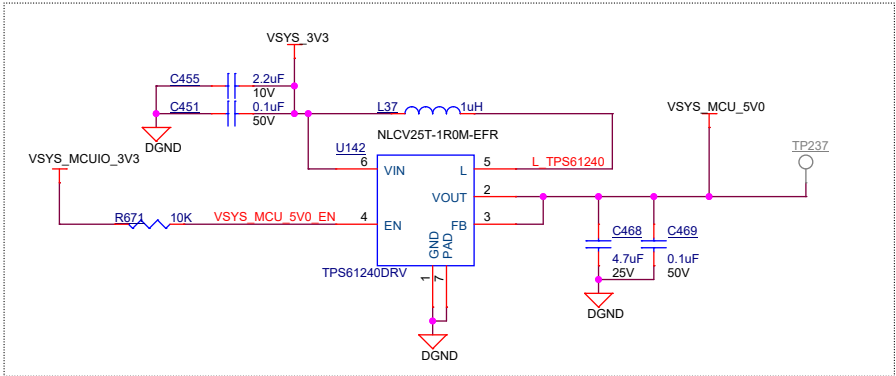 VSYS_3V3
C455 2.2uF
10V
C451 0.1uF
50V
DGND
L37 1uH
NLCV25T-1R0M-EFR
VSYS_MCU_5V0
TP237
VSYS_MCUIO_3V3
U142
6 VIN L 5 L_TPS61240
VOUT 2
R671 10K VSYS_MCU_5V0_EN 4 EN FB 3
GND
PAD
TPS61240DRV
1
7
DGND
C468
4.7uF
25V
C469
0.1uF
50V
DGND